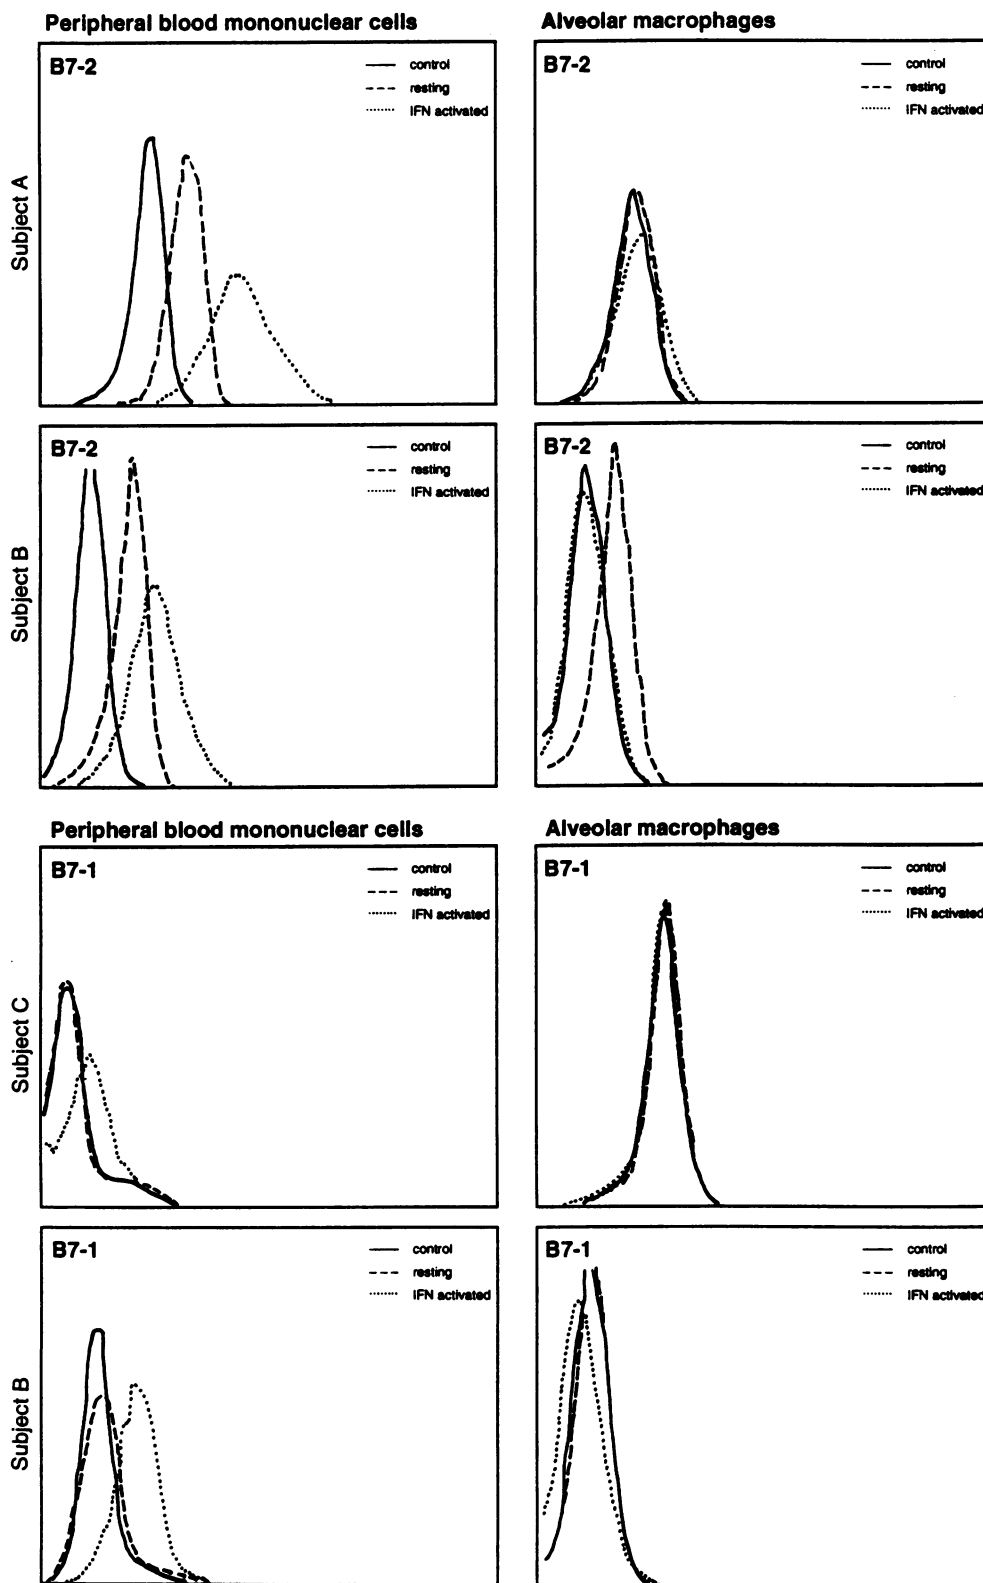 Peripheral blood mononuclear cells
Alveolar macrophages
Subject A
B7-2
control
resting
IFN activated
B7-2
control
resting
IFN activated
Subject B
B7-2
control
resting
IFN activated
B7-2
control
resting
IFN activated
Peripheral blood mononuclear cells
Alveolar macrophages
Subject C
B7-1
control
resting
IFN activated
B7-1
control
resting
IFN activated
Subject B
B7-1
control
resting
IFN activated
B7-1
control
resting
IFN activated